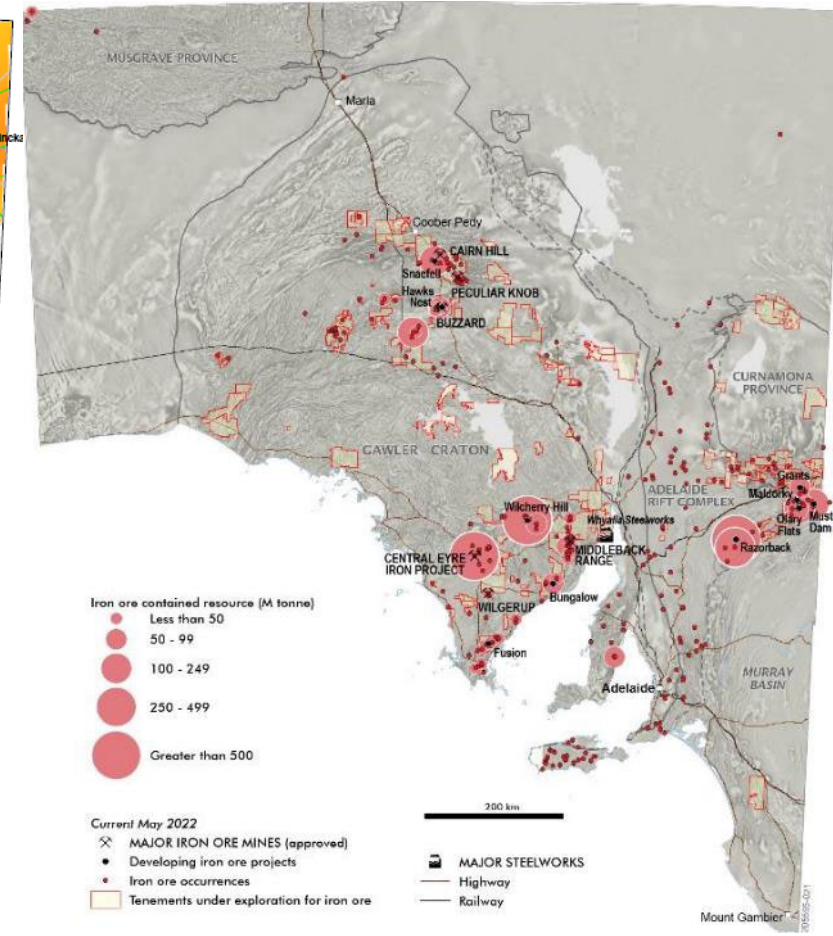 MUSGRAVE PROVINCE
Marla
Coober Pedy
CAIRN HILL
Snaefell
Hawks
Nest
PECULIAR KNOB
BUZZARD
CURNAMONA
PROVINCE
GAWLER CRATON
Grants
ADELAIDE
RIFT COMPLEX
Maldorky
Wilcherry Hill
Whyalla Steelworks
Olary
Flats
Must
Dam
Razorback
CENTRAL EYRE
IRON PROJECT
MIDDLEBACK
RANGE
Bungalow
WILGERUP
Fusion
Adelaide
MURRAY
BASIN
Mount Gambier
Iron ore contained resource (M tonne)
Less than 50
50 - 99
100 - 249
250 - 499
Greater than 500
200 km
Current May 2022
MAJOR IRON ORE MINES (approved)
Developing iron ore projects
Iron ore occurrences
Tenements under exploration for iron ore
MAJOR STEELWORKS
Highway
Railway